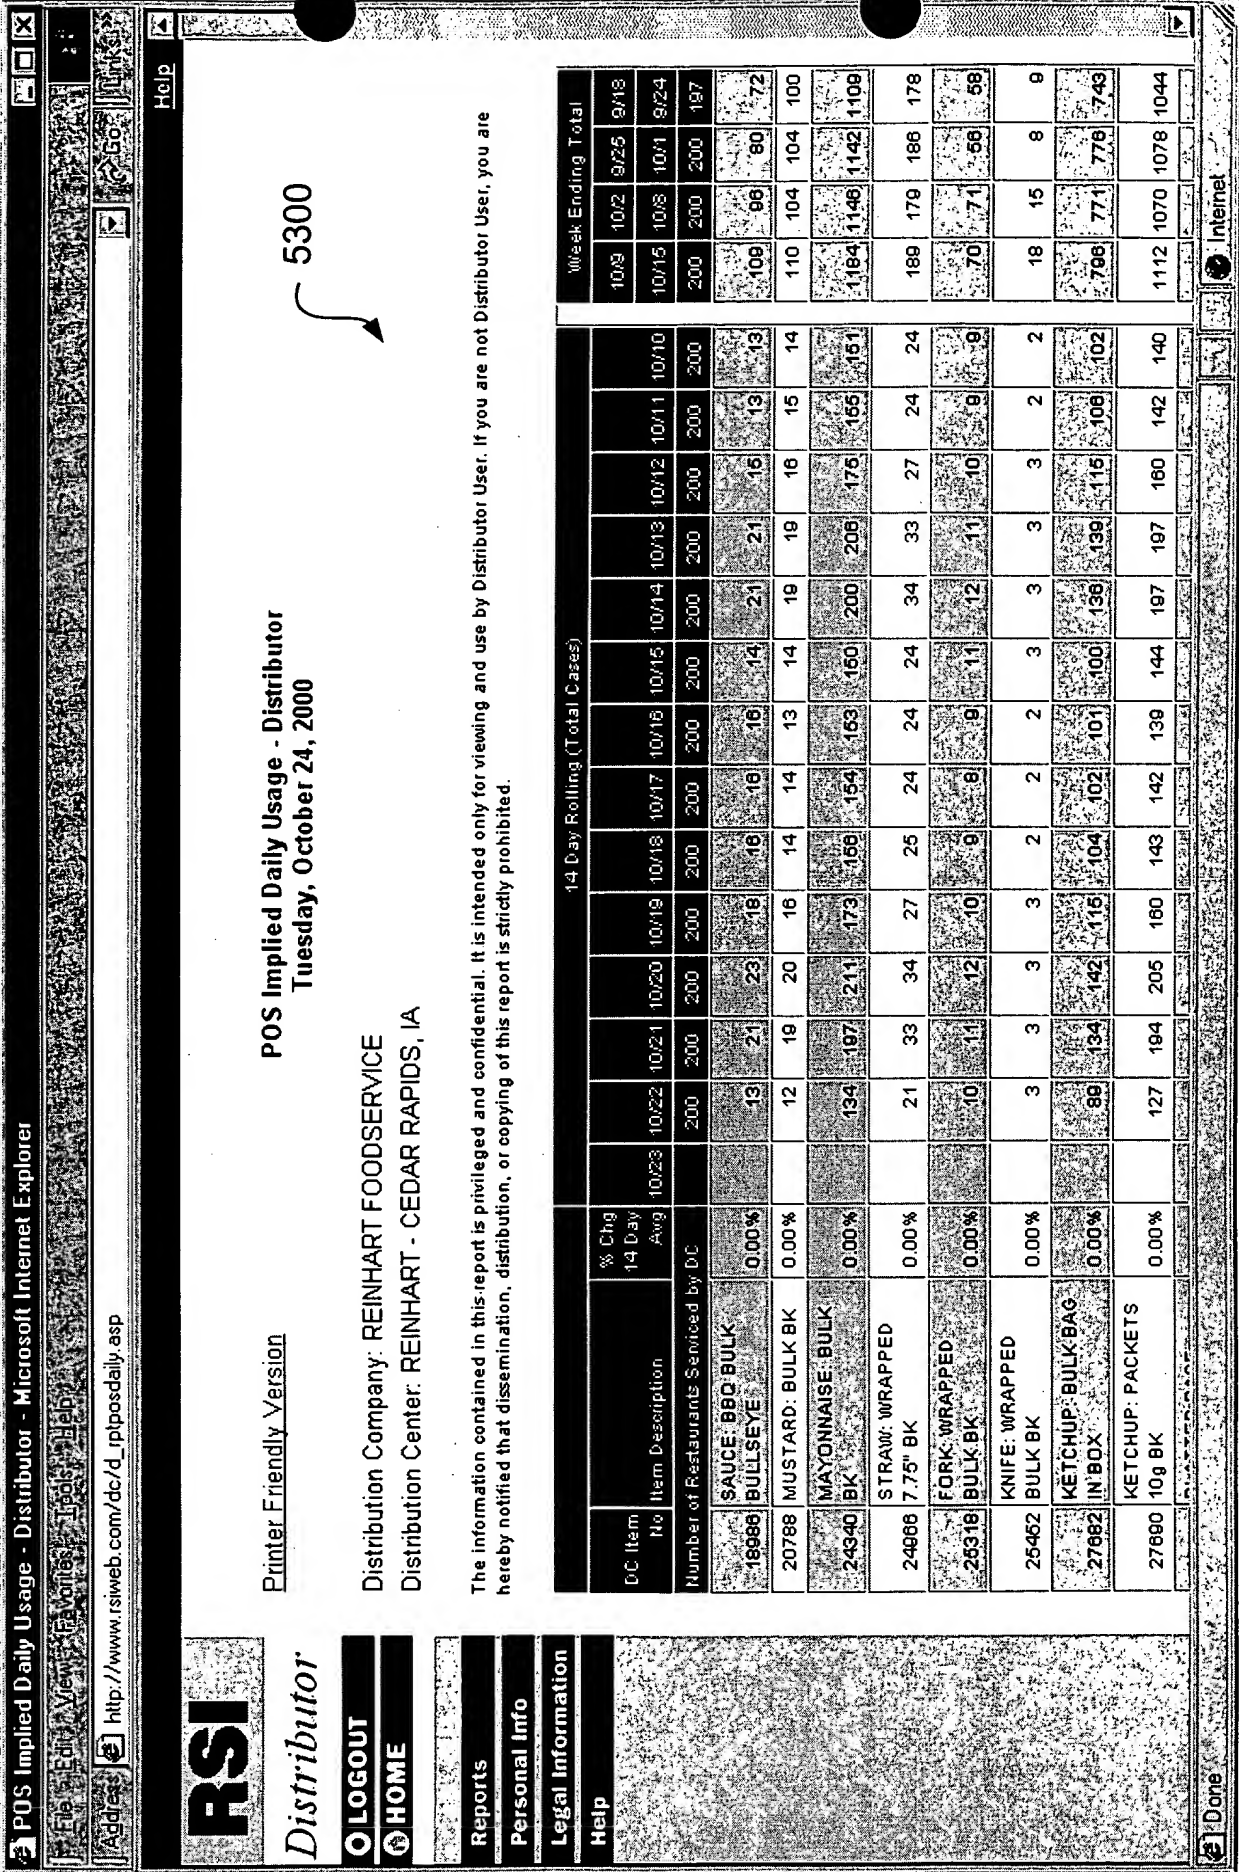 POS Implied Daily Usage - Distributor - Microsoft Internet Explorer
File Edit View Favorites Tools Help
Address http://www.rsiweb.com/dc/d_rptposdaily.asp Go Links »
Help
RSI
Distributor
LOGOUT
HOME
Reports
Personal Info
Legal Information
Help
Printer Friendly Version
POS Implied Daily Usage - Distributor
Tuesday, October 24, 2000
5300
Distribution Company: REINHART FOODSERVICE
Distribution Center: REINHART - CEDAR RAPIDS, IA
The information contained in this report is privileged and confidential. It is intended only for viewing and use by Distributor User. If you are not Distributor User, you are
hereby notified that dissemination, distribution, or copying of this report is strictly prohibited.
14 Day Rolling (Total Cases) Week Ending Total
% Chg 10/9 10/2 9/25 9/18
DC Item 14 Day
No Item Description Avg 10/23 10/22 10/21 10/20 10/19 10/18 10/17 10/16 10/15 10/14 10/13 10/12 10/11 10/10 10/15 10/8 10/1 9/24
Number of Restaurants Serviced by DC 200 200 200 200 200 200 200 200 200 200 200 200 200 200 200 200 197
SAUCE: BBQ BULK
18986 BULLSEYE 0.00% 13 21 23 18 16 16 16 14 21 21 15 13 13 109 96 80 72
20788 MUSTARD: BULK BK 0.00% 12 19 20 16 14 14 13 14 19 19 16 15 14 110 104 104 100
MAYONNAISE: BULK
24340 BK 0.00% 134 197 211 173 156 154 153 150 200 206 175 155 151 1184 1146 1142 1109
STRAW: WRAPPED
24966 7.75" BK 0.00% 21 33 34 27 25 24 24 24 34 33 27 24 24 189 179 186 178
FORK: WRAPPED
25318 BULK BK 0.00% 10 11 12 10 9 8 9 11 12 11 10 9 9 70 71 56 58
KNIFE: WRAPPED
25452 BULK BK 0.00% 3 3 3 3 2 2 2 3 3 3 3 2 2 18 15 8 9
KETCHUP: BULK BAG
27682 IN BOX 0.00% 89 134 142 115 104 102 101 100 136 139 115 106 102 796 771 776 743
KETCHUP: PACKETS
27690 10g BK 0.00% 127 194 205 160 143 142 139 144 197 197 160 142 140 1112 1070 1078 1044
Done Internet